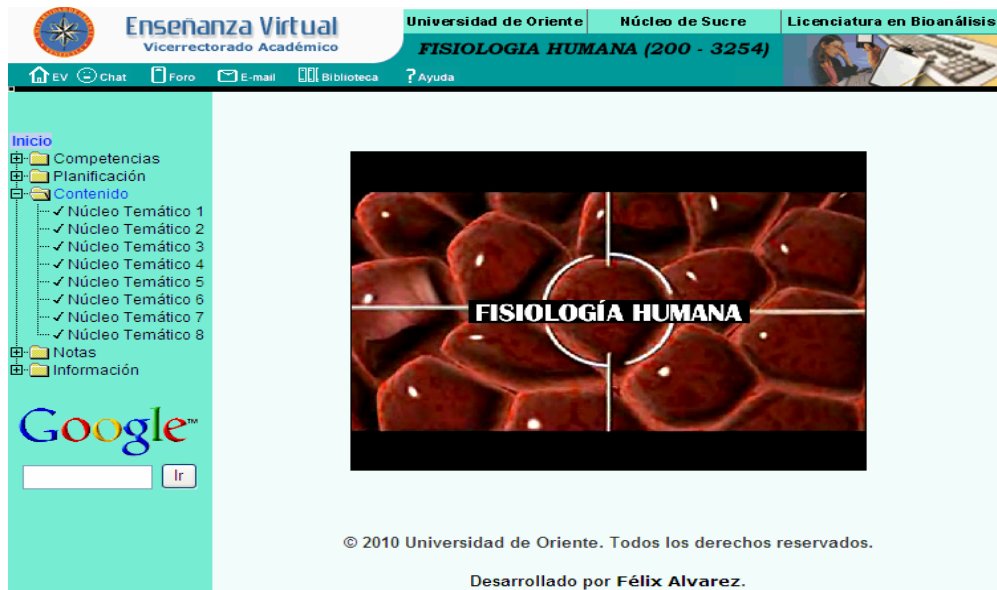 Enseñanza Virtual
Vicerrectorado Académico
Universidad de Oriente
Núcleo de Sucre
Licenciatura en Bioanálisis
FISIOLOGIA HUMANA (200 - 3254)
EV Chat Foro E-mail Biblioteca ? Ayuda
Inicio
Competencias
Planificación
Contenido
Núcleo Temático 1
Núcleo Temático 2
Núcleo Temático 3
Núcleo Temático 4
Núcleo Temático 5
Núcleo Temático 6
Núcleo Temático 7
Núcleo Temático 8
Notas
Información
Google™
Ir
FISIOLOGÍA HUMANA
© 2010 Universidad de Oriente. Todos los derechos reservados.
Desarrollado por Félix Alvarez.